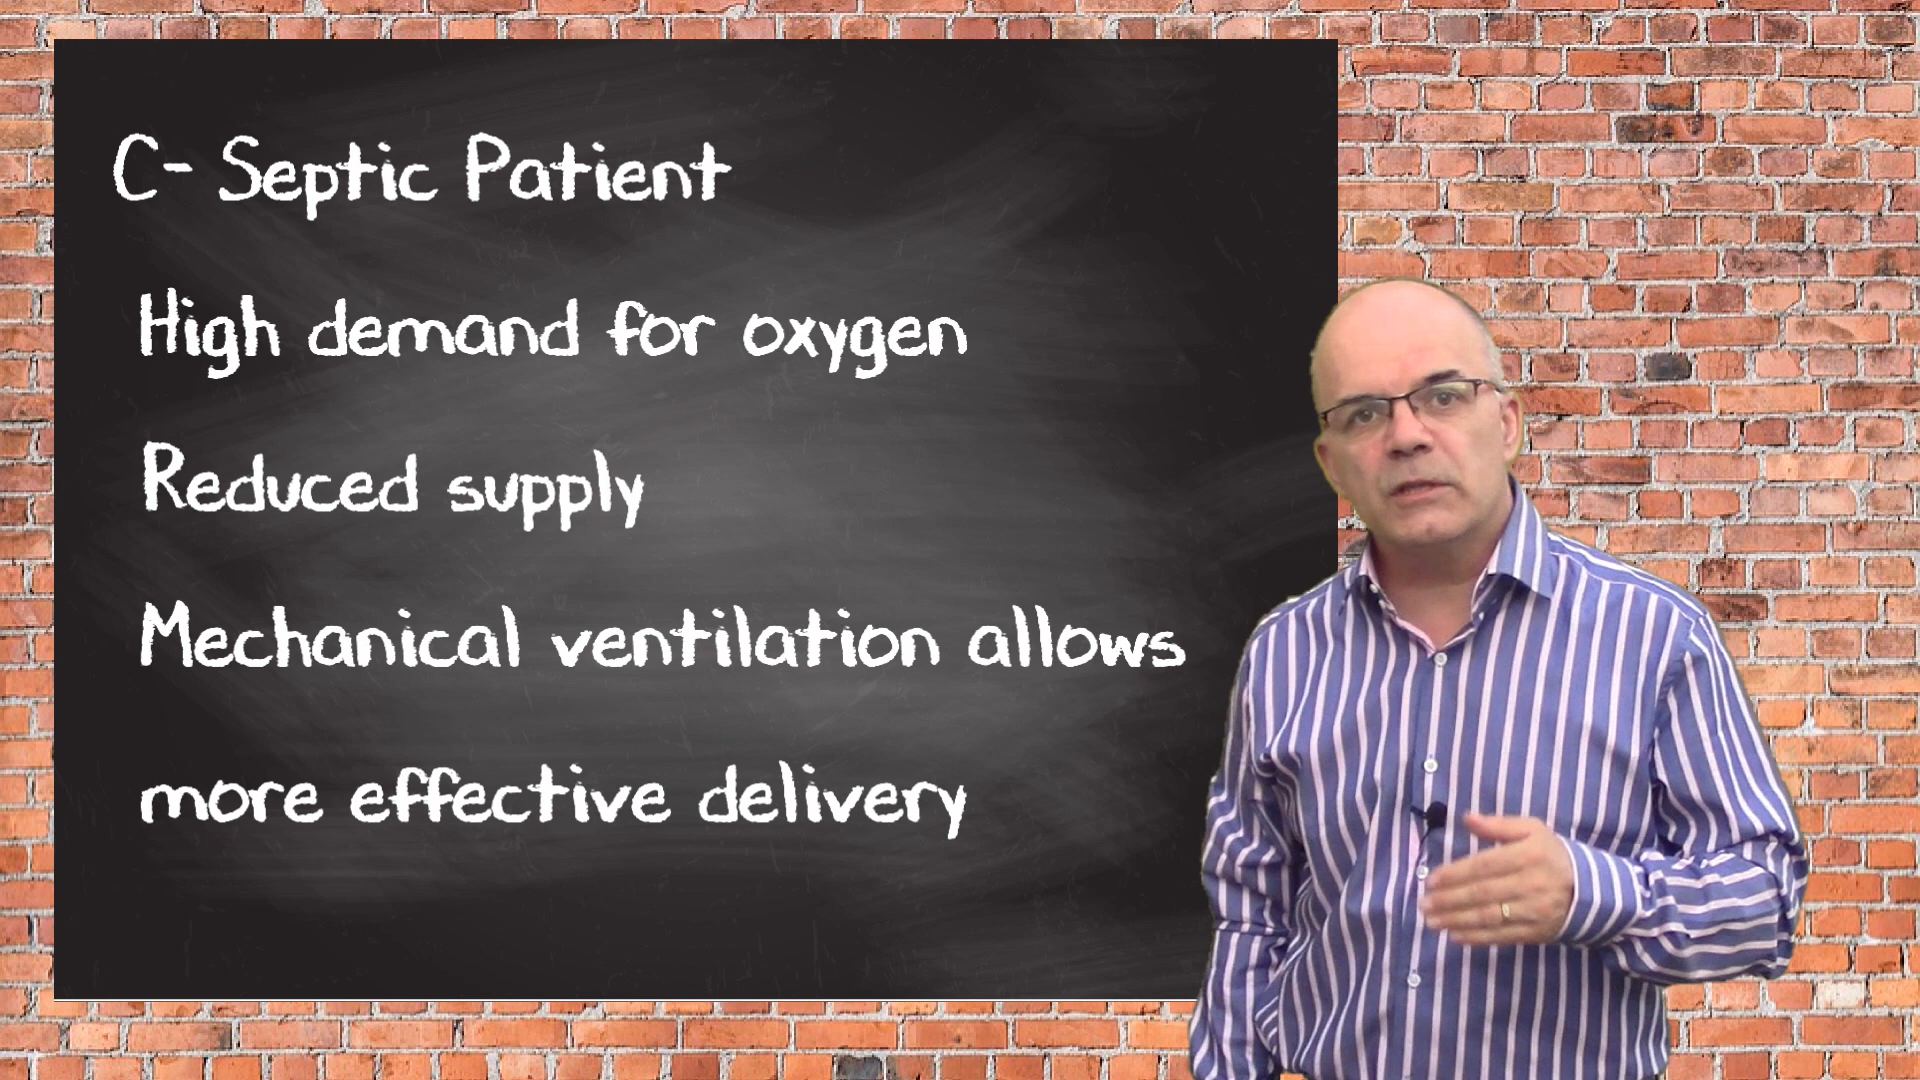 C- Septic Patient
High demand for oxygen
Reduced supply
Mechanical ventilation allows
more effective delivery